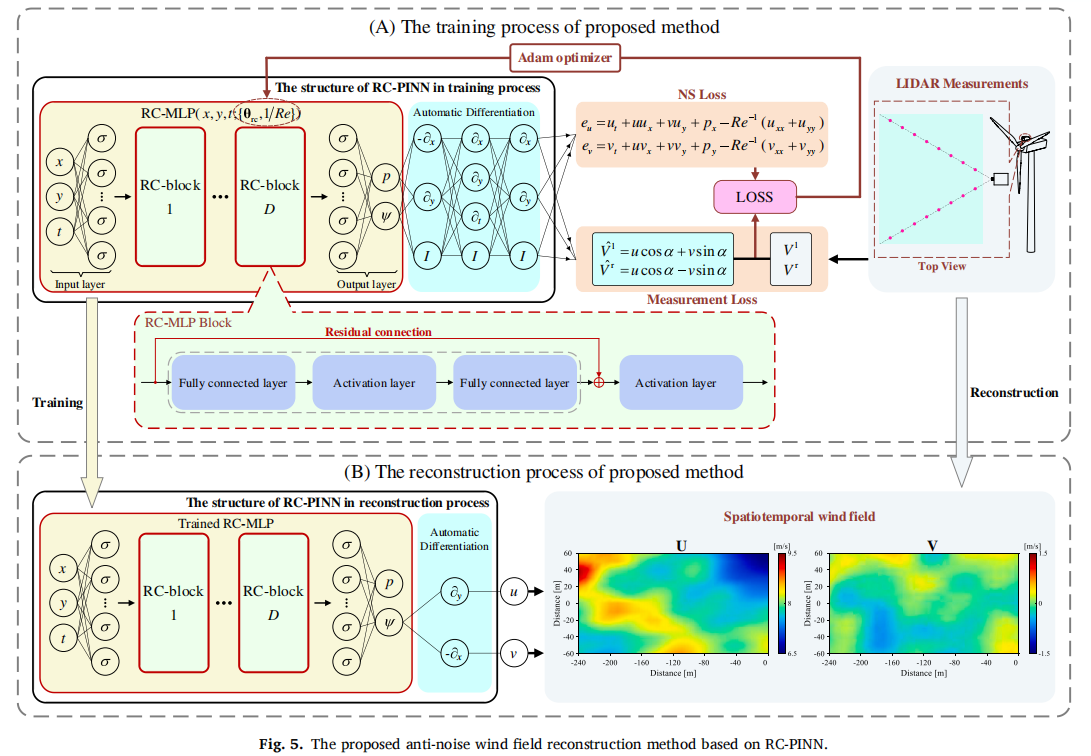 (A) The training process of proposed method
Adam optimizer
The structure of RC-PINN in training process
RC-MLP( x, y, t;{θrc,1/Re})
Automatic Differentiation
NS Loss
LIDAR Measurements
x
y
t
σ
σ
⋮
σ
σ
RC-block
1
•••
RC-block
D
σ
σ
⋮
σ
σ
p
ψ
-∂x
∂y
I
∂x
∂y
∂t
I
∂x
∂y
I
eu = ut + uux + vuy + px − Re⁻¹ (uxx + uyy)
ev = vt + uvx + vvy + py − Re⁻¹ (vxx + vyy)
LOSS
V̂ˡ = u cos α + v sin α
V̂ʳ = u cos α − v sin α
Vˡ
Vʳ
Input layer
Output layer
Measurement Loss
Top View
RC-MLP Block
Residual connection
Fully connected layer
Activation layer
Fully connected layer
⊕
Activation layer
Training
Reconstruction
(B) The reconstruction process of proposed method
The structure of RC-PINN in reconstruction process
Trained RC-MLP
Automatic
Differentiation
x
y
t
σ
σ
⋮
σ
σ
RC-block
1
•••
RC-block
D
σ
σ
⋮
σ
σ
p
ψ
∂y
-∂x
u
v
Spatiotemporal wind field
U
[m/s]
9.5
8
6.5
Distance [m]
60
40
20
0
-20
-40
-60
-240
-200
-160
-120
-80
-40
0
Distance [m]
V
[m/s]
1.5
0
-1.5
Distance [m]
60
40
20
0
-20
-40
-60
-240
-200
-160
-120
-80
-40
0
Distance [m]
Fig. 5. The proposed anti-noise wind field reconstruction method based on RC-PINN.